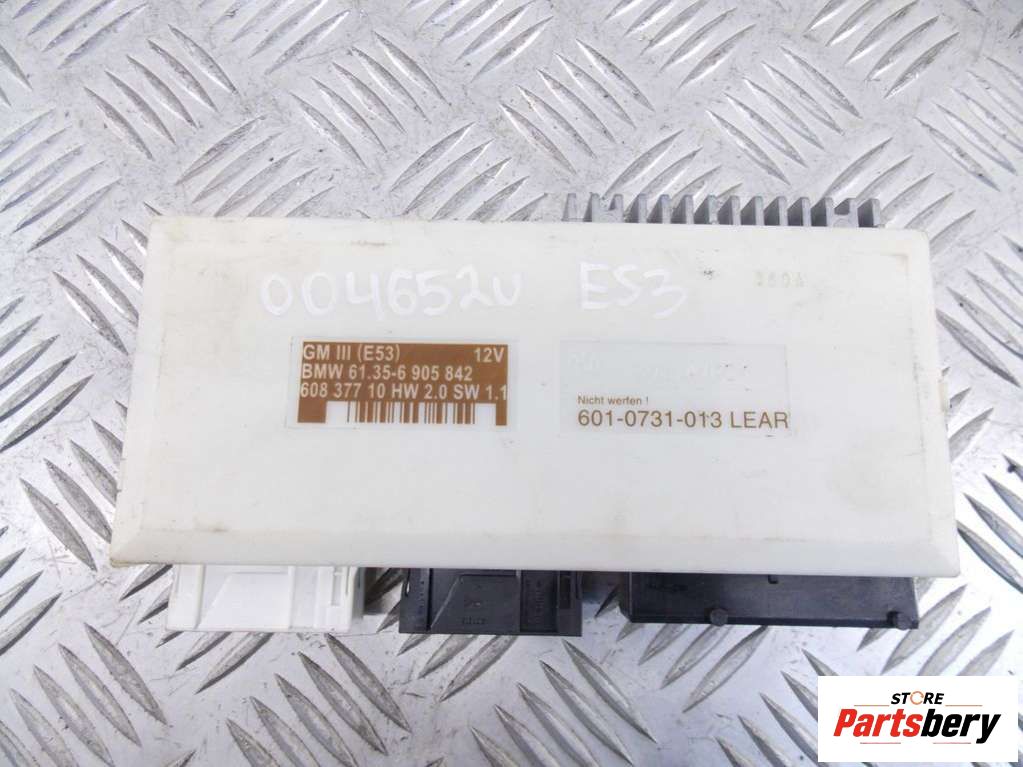 004652U E53
GM III (E53) 12V
BMW 61.35-6 905 842
608 377 10 HW 2.0 SW 1.1
Nicht werfen !
601-0731-013 LEAR
STORE
Partsbery